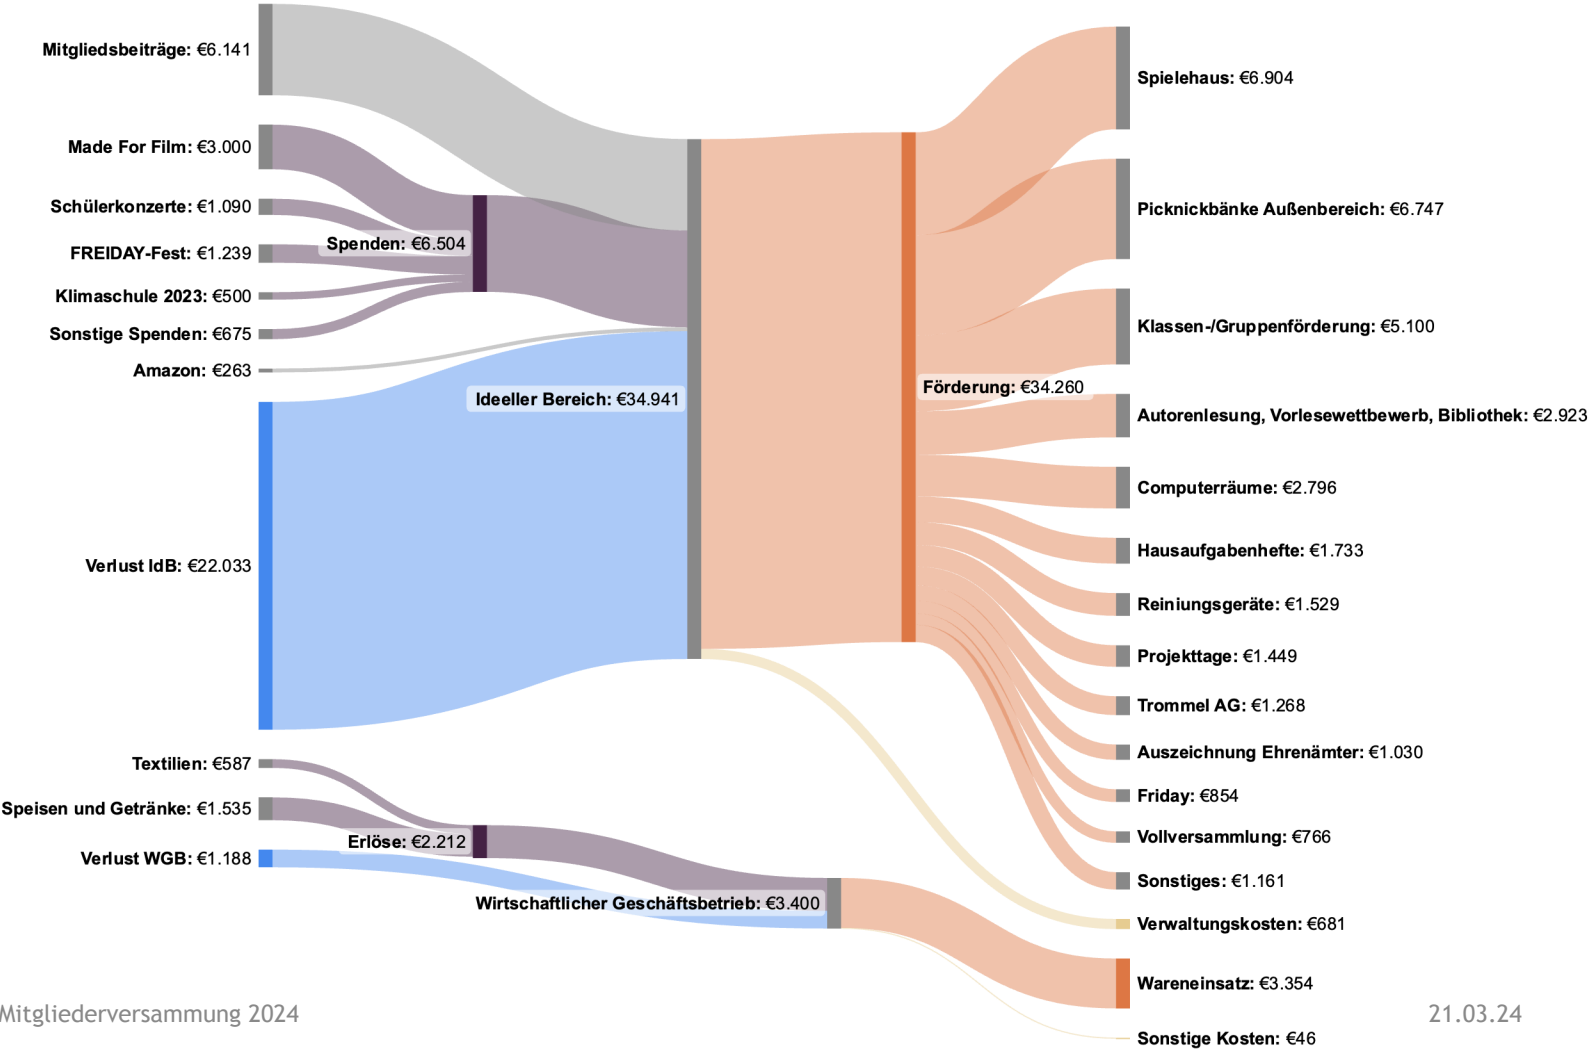 Mitgliedsbeiträge: €6.141
Made For Film: €3.000
Schülerkonzerte: €1.090
FREIDAY-Fest: €1.239
Klimaschule 2023: €500
Sonstige Spenden: €675
Amazon: €263
Verlust IdB: €22.033
Textilien: €587
Speisen und Getränke: €1.535
Verlust WGB: €1.188
Spenden: €6.504
Erlöse: €2.212
Ideeller Bereich: €34.941
Wirtschaftlicher Geschäftsbetrieb: €3.400
Förderung: €34.260
Spielehaus: €6.904
Picknickbänke Außenbereich: €6.747
Klassen-/Gruppenförderung: €5.100
Autorenlesung, Vorlesewettbewerb, Bibliothek: €2.923
Computerräume: €2.796
Hausaufgabenhefte: €1.733
Reiniungsgeräte: €1.529
Projekttage: €1.449
Trommel AG: €1.268
Auszeichnung Ehrenämter: €1.030
Friday: €854
Vollversammlung: €766
Sonstiges: €1.161
Verwaltungskosten: €681
Wareneinsatz: €3.354
Sonstige Kosten: €46
Mitgliederversammung 2024
21.03.24